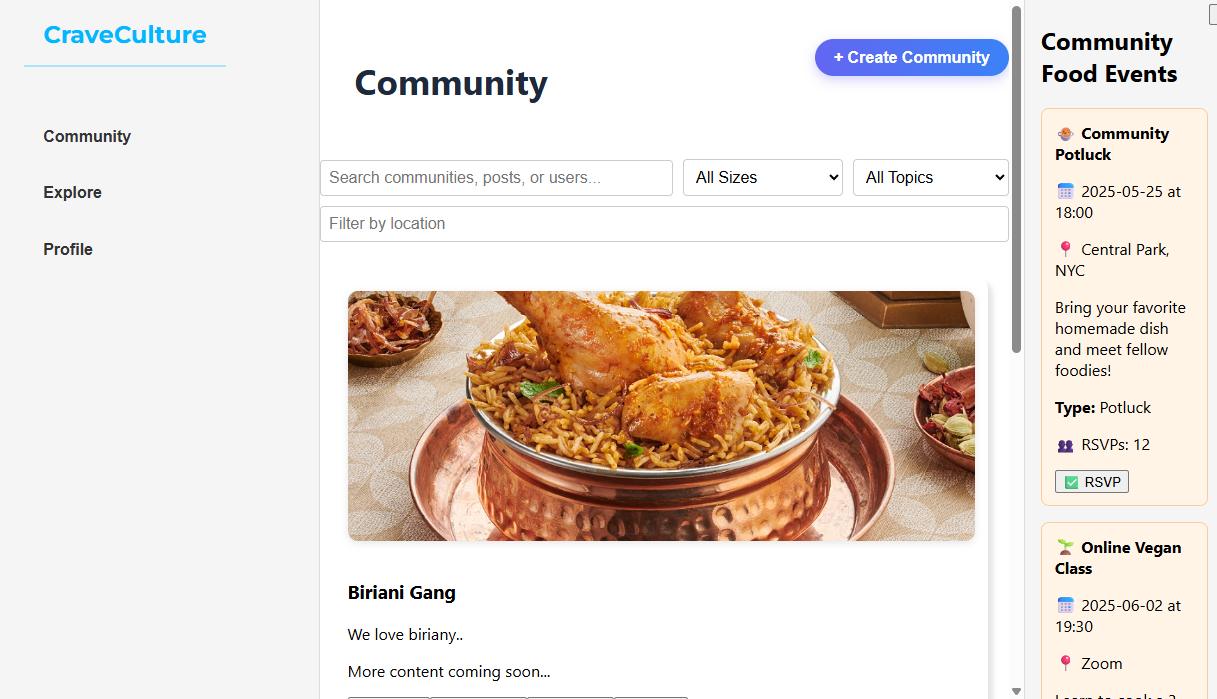 CraveCulture
Community
Explore
Profile
+ Create Community
Community
Search communities, posts, or users...
All Sizes
All Topics
Filter by location
Biriani Gang
We love biriany..
More content coming soon...
Community
Food Events
Community
Potluck
2025-05-25 at
18:00
Central Park,
NYC
Bring your favorite
homemade dish
and meet fellow
foodies!
Type: Potluck
RSVPs: 12
RSVP
Online Vegan
Class
2025-06-02 at
19:30
Zoom